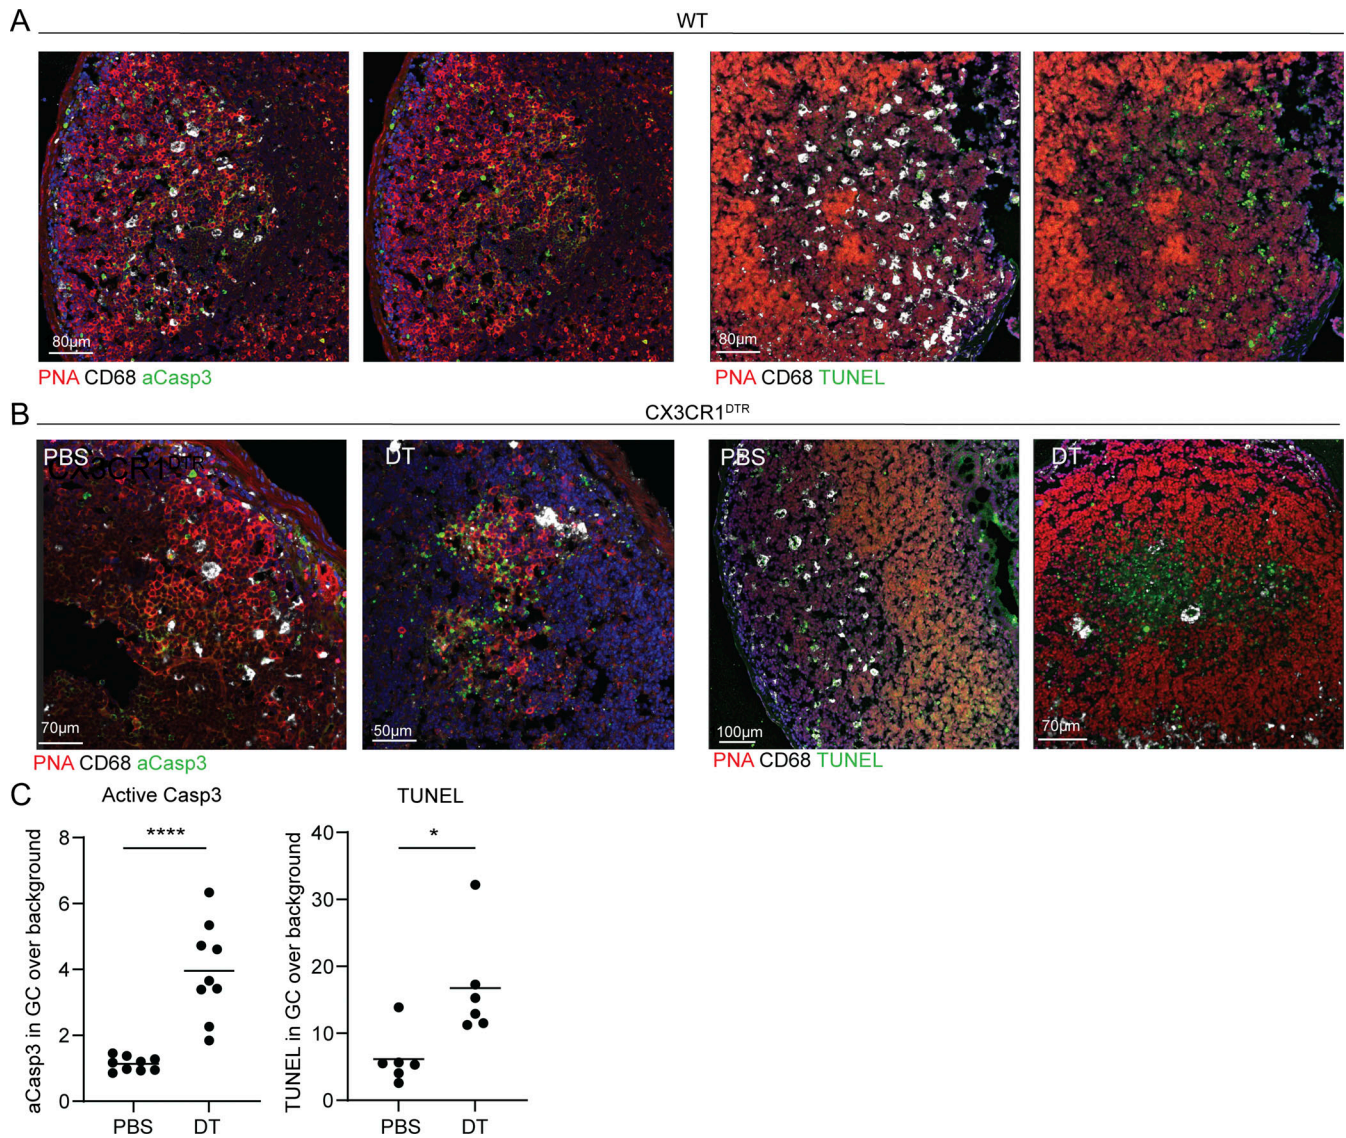 A
WT
80µm
80µm
PNA CD68 aCasp3
PNA CD68 TUNEL
B
CX3CR1DTR
PBS
CX3CR1DTR
DT
PBS
DT
70µm
50µm
100µm
70µm
PNA CD68 aCasp3
PNA CD68 TUNEL
C
Active Casp3
TUNEL
aCasp3 in GC over background
8
6
4
2
0
****
PBS
DT
TUNEL in GC over background
40
30
20
10
0
*
PBS
DT